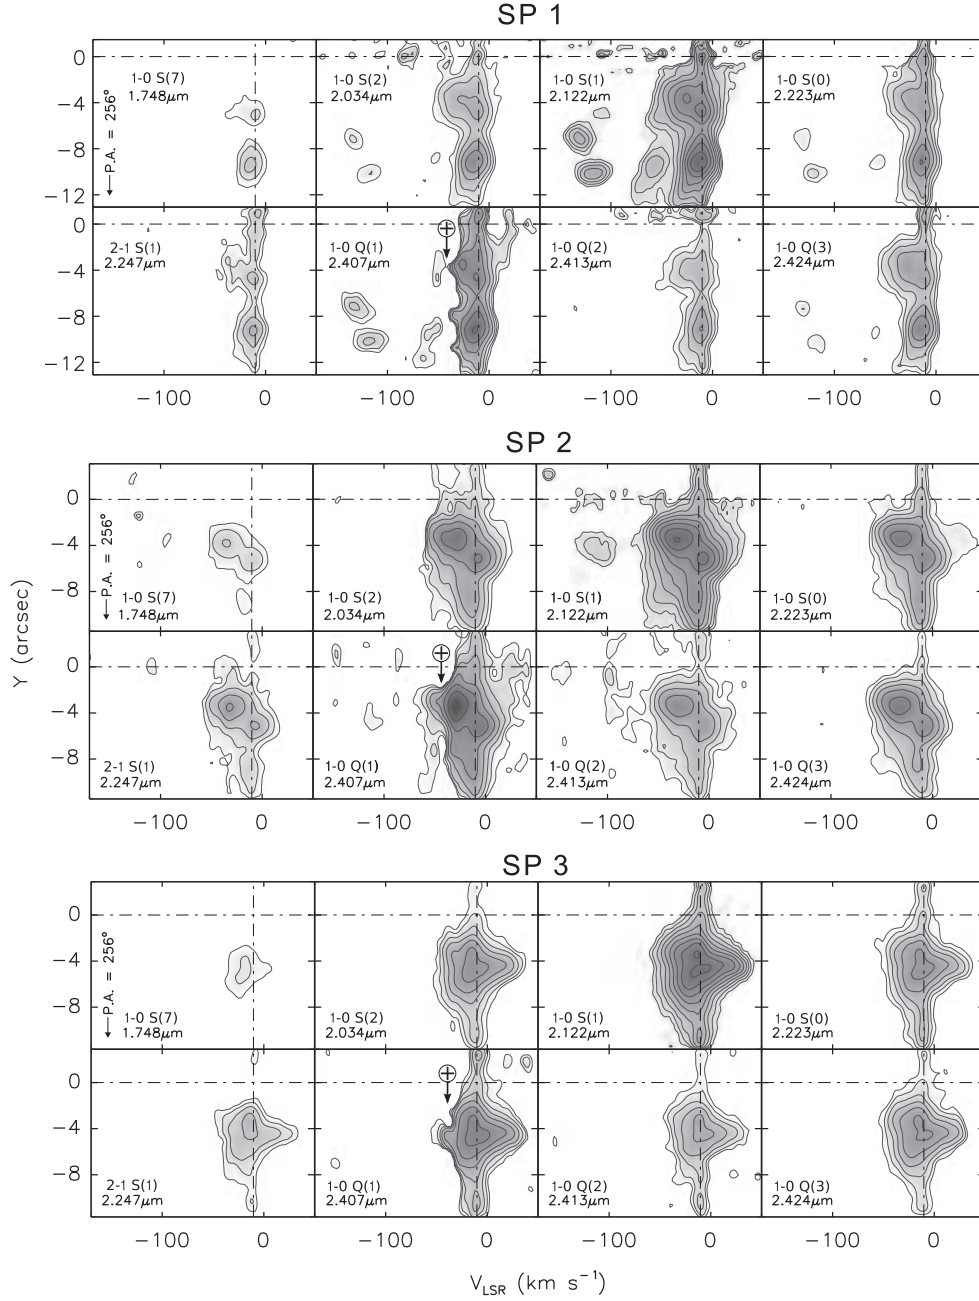 SP 1
0
−4
−8
−12
←P.A. = 256°
1-0 S(7)
1.748μm
1-0 S(2)
2.034μm
1-0 S(1)
2.122μm
1-0 S(0)
2.223μm
0
−4
−8
−12
2-1 S(1)
2.247μm
1-0 Q(1)
2.407μm
1-0 Q(2)
2.413μm
1-0 Q(3)
2.424μm
−100 0 −100 0 −100 0 −100 0
SP 2
Y (arcsec)
0
−4
−8
←P.A. = 256°
1-0 S(7)
1.748μm
1-0 S(2)
2.034μm
1-0 S(1)
2.122μm
1-0 S(0)
2.223μm
0
−4
−8
2-1 S(1)
2.247μm
1-0 Q(1)
2.407μm
1-0 Q(2)
2.413μm
1-0 Q(3)
2.424μm
−100 0 −100 0 −100 0 −100 0
SP 3
0
−4
−8
←P.A. = 256°
1-0 S(7)
1.748μm
1-0 S(2)
2.034μm
1-0 S(1)
2.122μm
1-0 S(0)
2.223μm
0
−4
−8
2-1 S(1)
2.247μm
1-0 Q(1)
2.407μm
1-0 Q(2)
2.413μm
1-0 Q(3)
2.424μm
−100 0 −100 0 −100 0 −100 0
V_LSR (km s⁻¹)